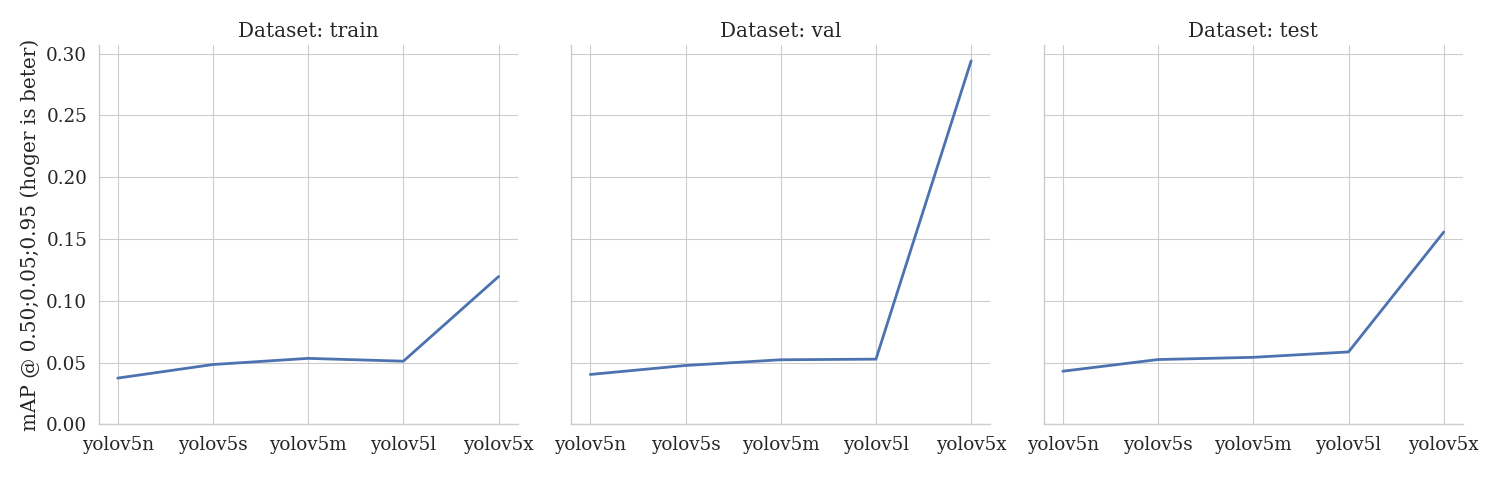 Dataset: train
Dataset: val
Dataset: test
mAP @ 0.50;0.05;0.95 (hoger is beter)
0.30
0.25
0.20
0.15
0.10
0.05
0.00
yolov5n yolov5s yolov5m yolov5l yolov5x
yolov5n yolov5s yolov5m yolov5l yolov5x
yolov5n yolov5s yolov5m yolov5l yolov5x